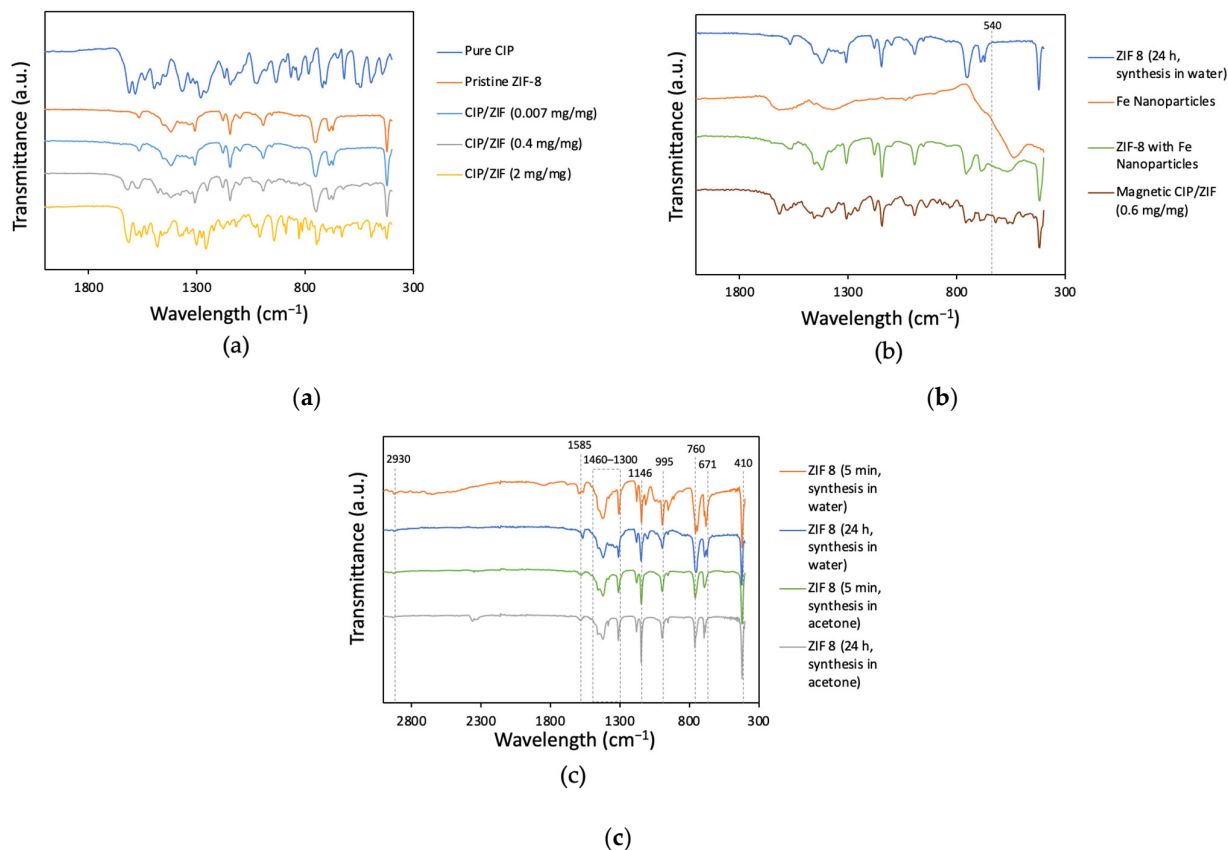 (a)
Transmittance (a.u.)
1800
1300
800
300
Wavelength (cm⁻¹)
Pure CIP
Pristine ZIF-8
CIP/ZIF (0.007 mg/mg)
CIP/ZIF (0.4 mg/mg)
CIP/ZIF (2 mg/mg)
(a)
(b)
540
Transmittance (a.u.)
1800
1300
800
300
Wavelength (cm⁻¹)
ZIF 8 (24 h,
synthesis in water)
Fe Nanoparticles
ZIF-8 with Fe
Nanoparticles
Magnetic CIP/ZIF
(0.6 mg/mg)
(b)
(a)
(b)
2930
1585
1460–1300
1146
995
760
671
410
Transmittance (a.u.)
2800
2300
1800
1300
800
300
Wavelength (cm⁻¹)
ZIF 8 (5 min,
synthesis in
water)
ZIF 8 (24 h,
synthesis in
water)
ZIF 8 (5 min,
synthesis in
acetone)
ZIF 8 (24 h,
synthesis in
acetone)
(c)
(c)